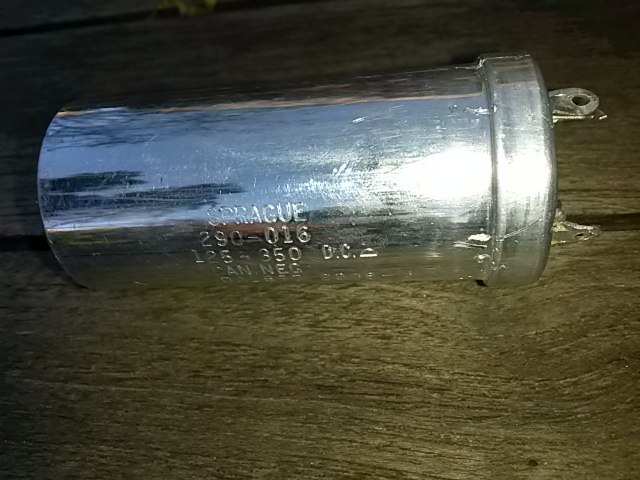 SPRAGUE
290-016
125-350 D.C.△
CAN NEG